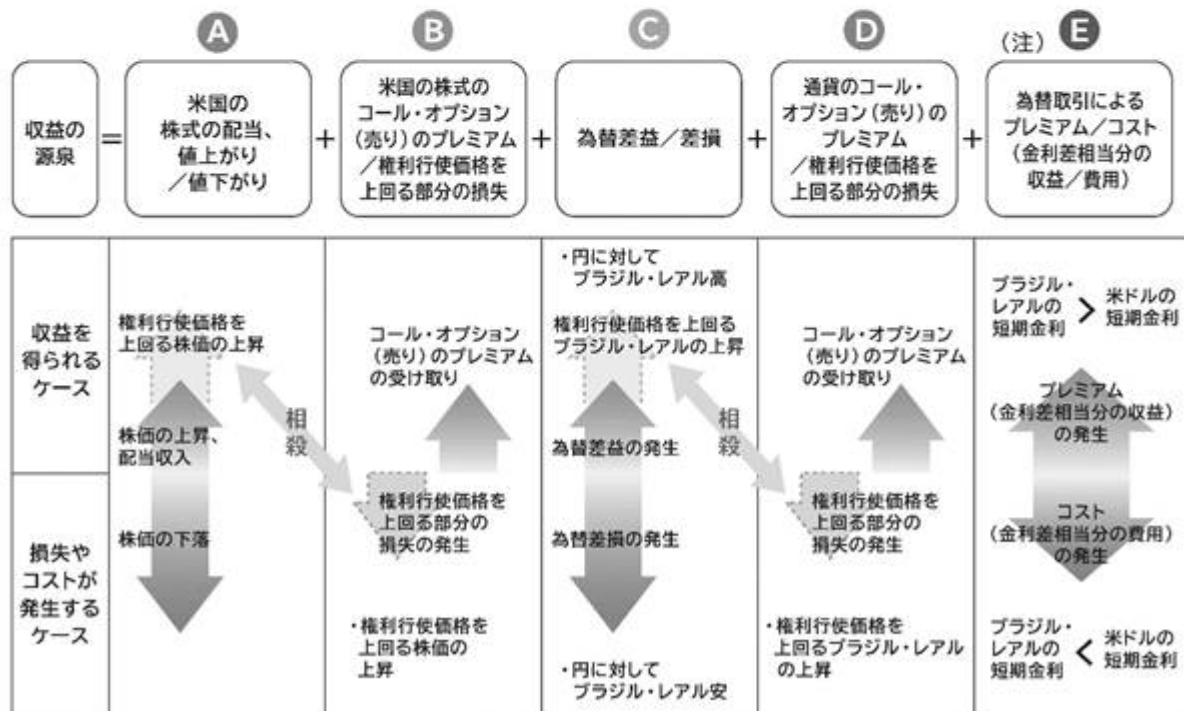 A
B
C
D
(注) E
収益の
源泉
=
米国の
株式の配当、
値上がり
/値下がり
+
米国の株式の
コール・オプション
(売り)のプレミアム
/権利行使価格を
上回る部分の損失
+
為替差益/差損
+
通貨のコール・
オプション(売り)の
プレミアム
/権利行使価格を
上回る部分の損失
+
為替取引による
プレミアム/コスト
(金利差相当分の
収益/費用)
収益を
得られる
ケース
権利行使価格を
上回る株価の上昇
株価の上昇、
配当収入
相殺
コール・オプション
(売り)のプレミアム
の受け取り
・円に対して
ブラジル・レアル高
権利行使価格を上回る
ブラジル・レアルの上昇
為替差益の発生
相殺
コール・オプション
(売り)のプレミアム
の受け取り
ブラジル・
レアルの
短期金利
>
米ドルの
短期金利
プレミアム
(金利差相当分の収益)
の発生
損失や
コストが
発生する
ケース
株価の下落
権利行使価格を
上回る部分の
損失の発生
・権利行使価格を
上回る株価の
上昇
為替差損の発生
・円に対して
ブラジル・レアル安
権利行使価格を
上回る部分の
損失の発生
・権利行使価格を
上回るブラジル・レアル
の上昇
コスト
(金利差相当分の費用)
の発生
ブラジル・
レアルの
短期金利
<
米ドルの
短期金利